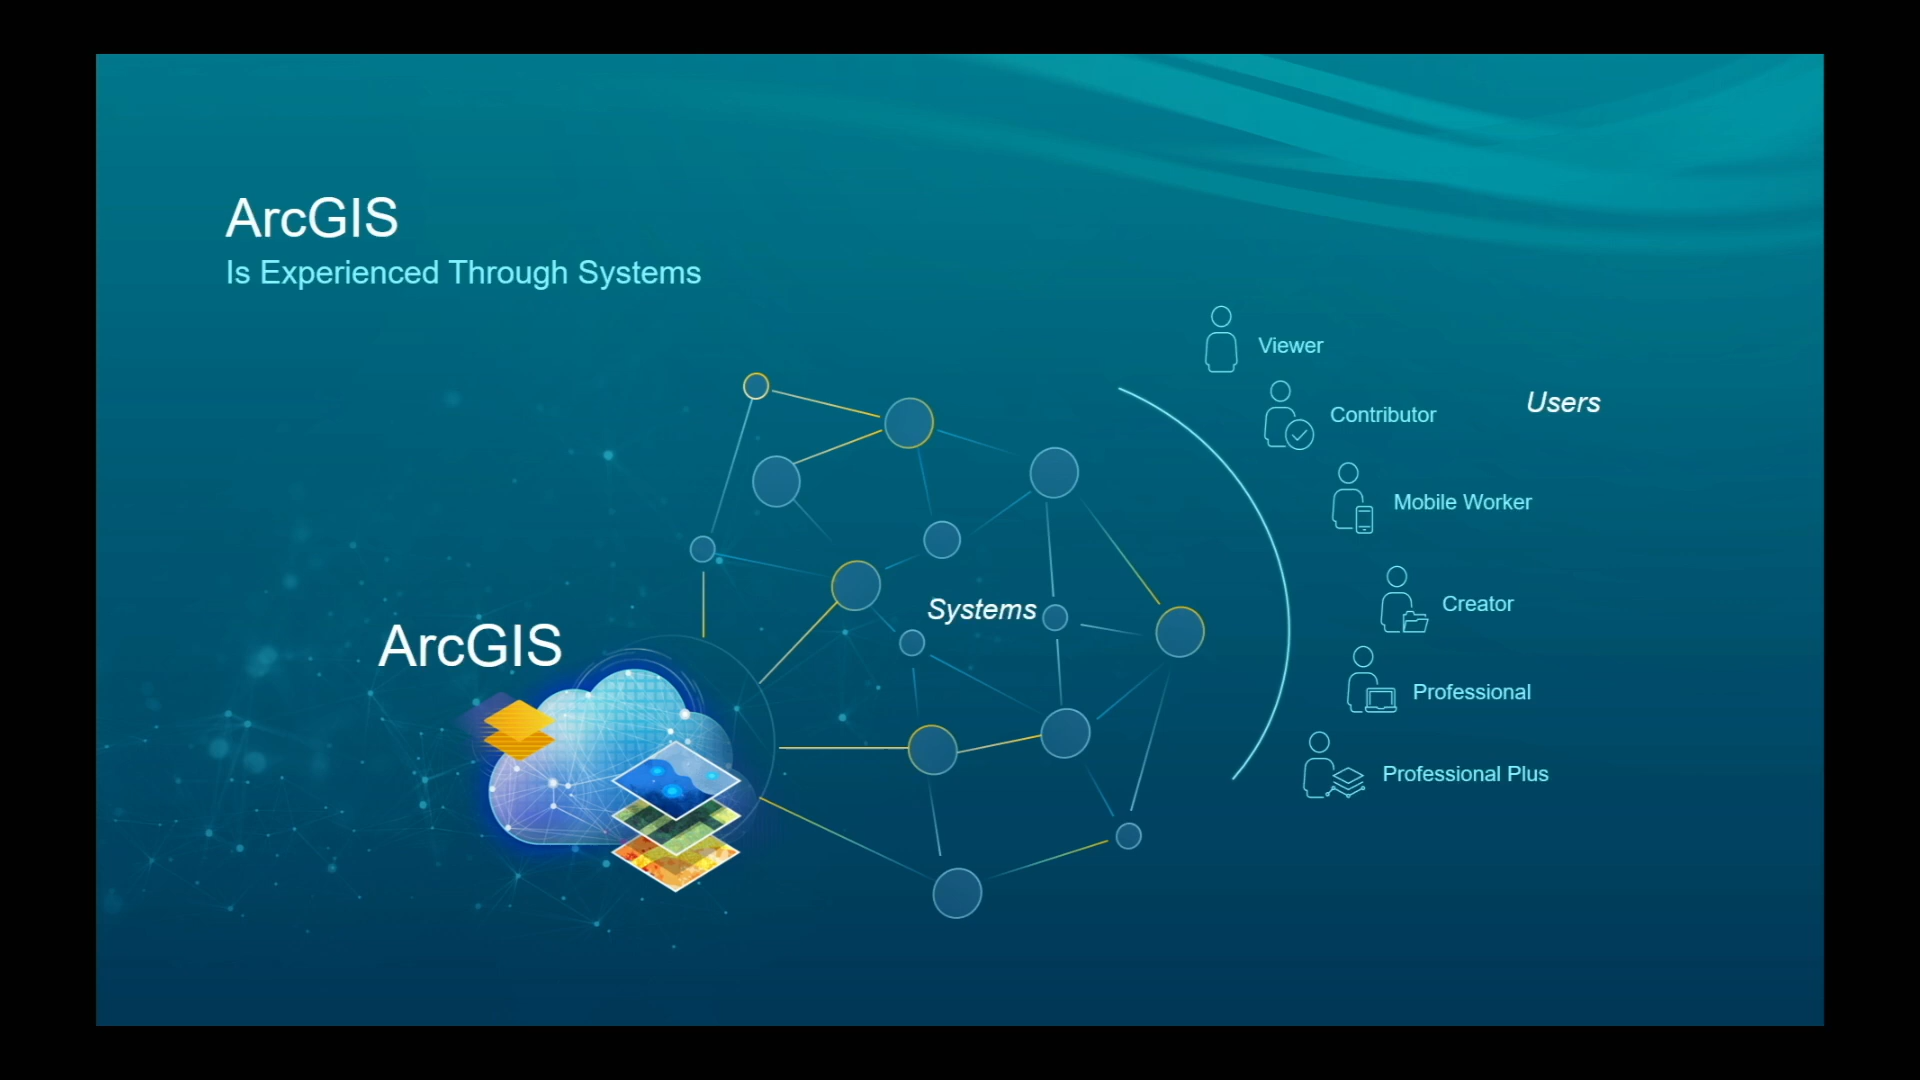 ArcGIS
Is Experienced Through Systems
Viewer
Contributor
Users
Mobile Worker
Creator
Systems
ArcGIS
Professional
Professional Plus